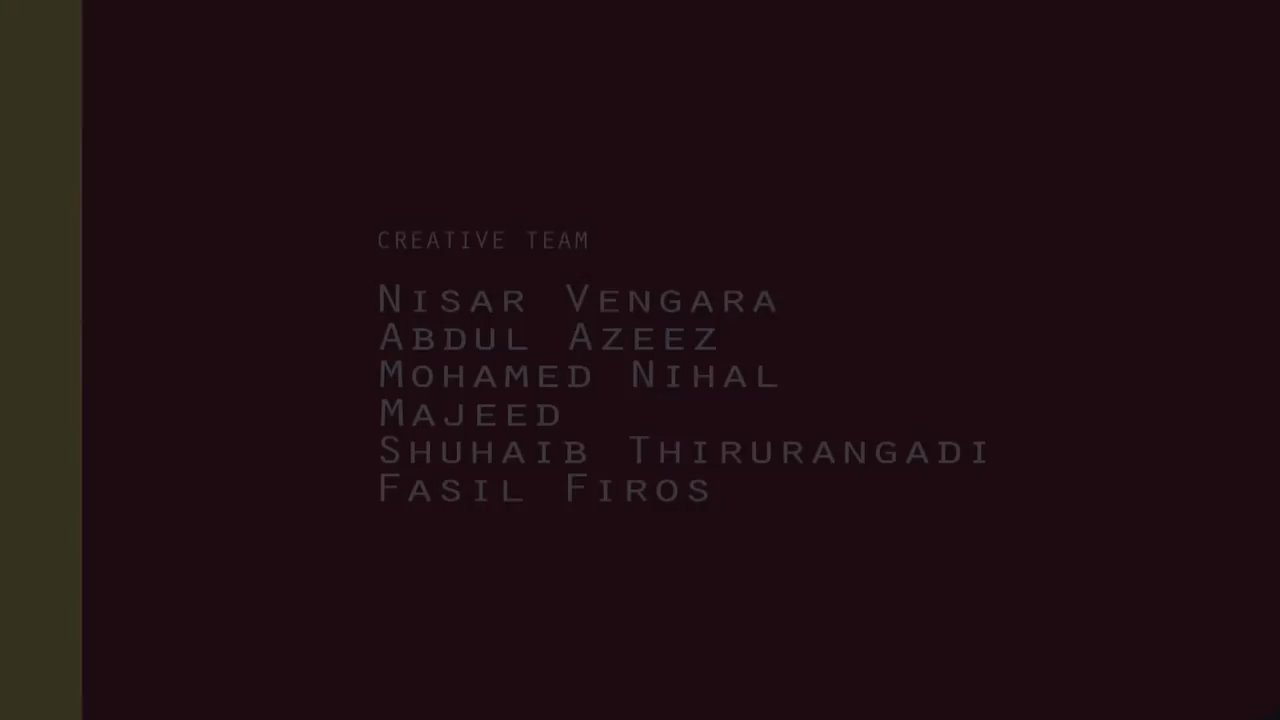 CREATIVE TEAM
NISAR VENGARA
ABDUL AZEEZ
MOHAMED NIHAL
MAJEED
SHUHAIB THIRURANGADI
FASIL FIROS